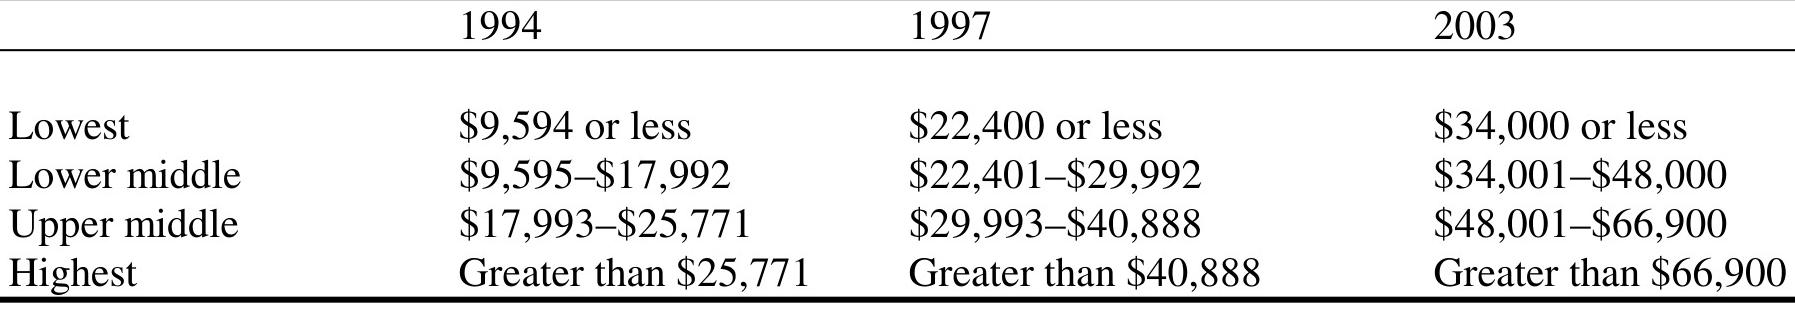 1994 1997 2003
Lowest $9,594 or less $22,400 or less $34,000 or less
Lower middle $9,595–$17,992 $22,401–$29,992 $34,001–$48,000
Upper middle $17,993–$25,771 $29,993–$40,888 $48,001–$66,900
Highest Greater than $25,771 Greater than $40,888 Greater than $66,900